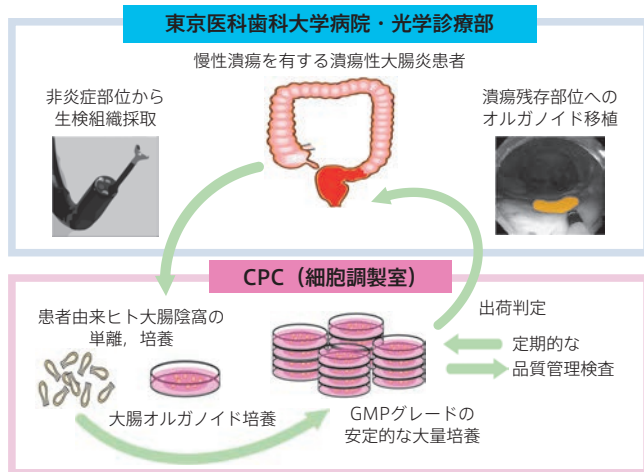 東京医科歯科大学病院・光学診療部
慢性潰瘍を有する潰瘍性大腸炎患者
非炎症部位から
生検組織採取
潰瘍残存部位への
オルガノイド移植
CPC（細胞調製室）
患者由来ヒト大腸陰窩の
単離，培養
大腸オルガノイド培養
GMPグレードの
安定的な大量培養
出荷判定
定期的な
品質管理検査